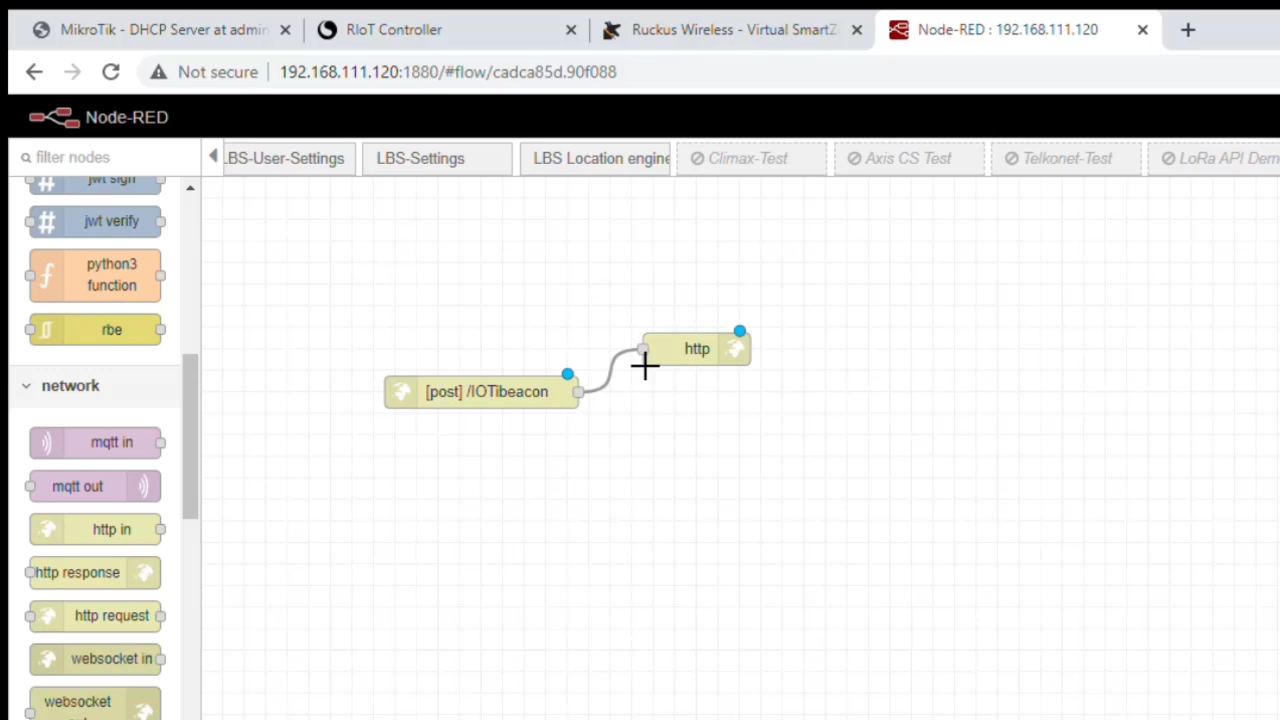 MikroTik - DHCP Server at admin
RIoT Controller
Ruckus Wireless - Virtual SmartZ
Node-RED : 192.168.111.120
Not secure
192.168.111.120:1880/#flow/cadca85d.90f088
Node-RED
filter nodes
LBS-User-Settings
LBS-Settings
LBS Location engine
Climax-Test
Axis CS Test
Telkonet-Test
LoRa API Dem
jwt sign
jwt verify
python3
function
rbe
network
mqtt in
mqtt out
http in
http response
http request
websocket in
websocket
http
[post] /IOTibeacon